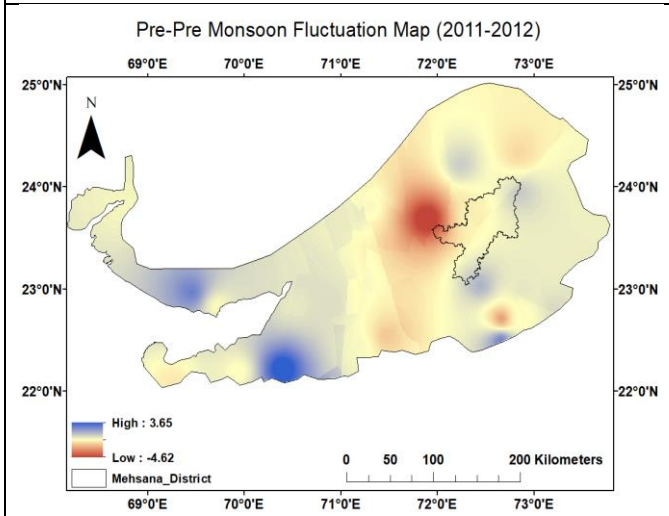 Pre-Pre Monsoon Fluctuation Map (2011-2012)
69°0'E 70°0'E 71°0'E 72°0'E 73°0'E
25°0'N 25°0'N
N
24°0'N 24°0'N
23°0'N 23°0'N
22°0'N 22°0'N
High : 3.65
Low : -4.62
Mehsana_District
0 50 100 200 Kilometers
69°0'E 70°0'E 71°0'E 72°0'E 73°0'E